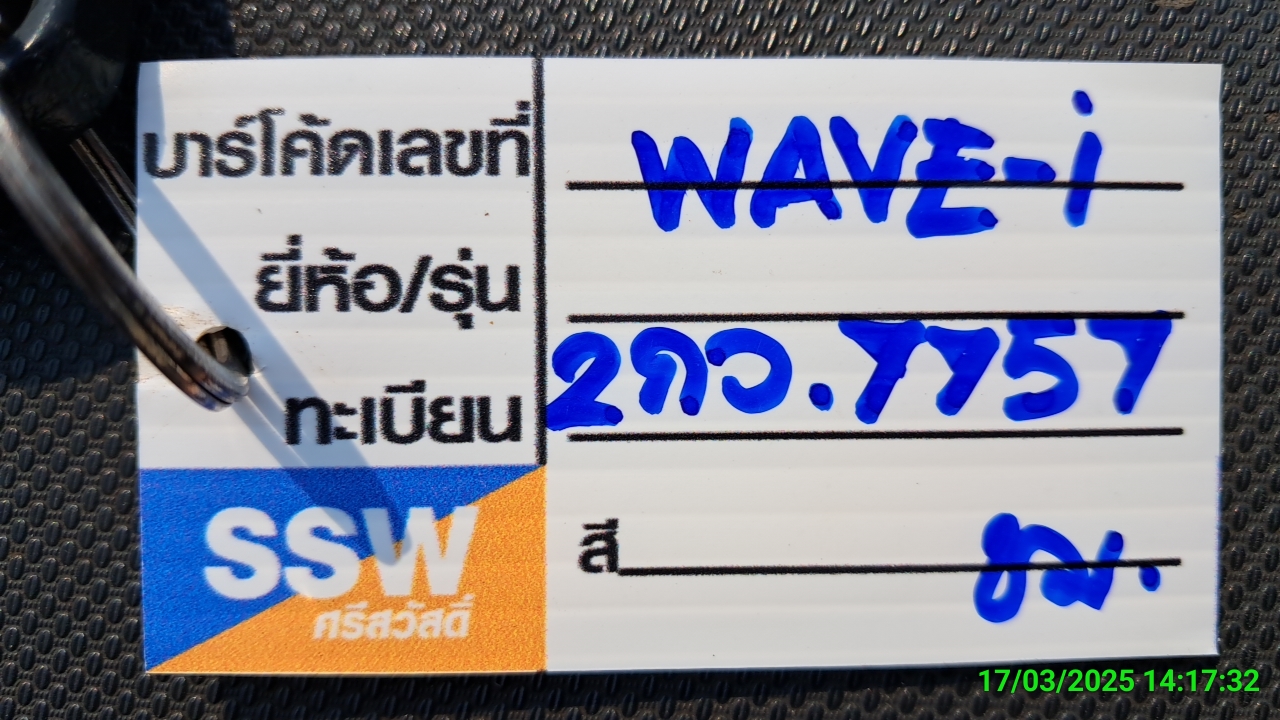 บาร์โค้ดเลขที่ WAVE-i
ยี่ห้อ/รุ่น
ทะเบียน 2กว.7757
สี ชม.
SSW
ศรีสวัสดิ์
17/03/2025 14:17:32